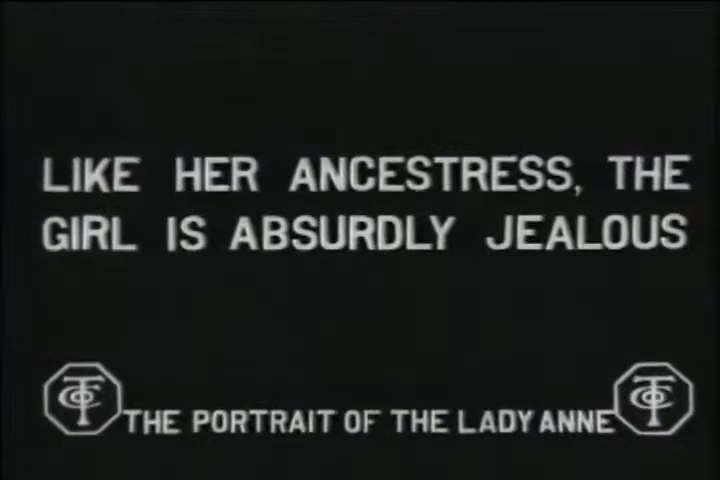 LIKE HER ANCESTRESS, THE
GIRL IS ABSURDLY JEALOUS
THE PORTRAIT OF THE LADY ANNE